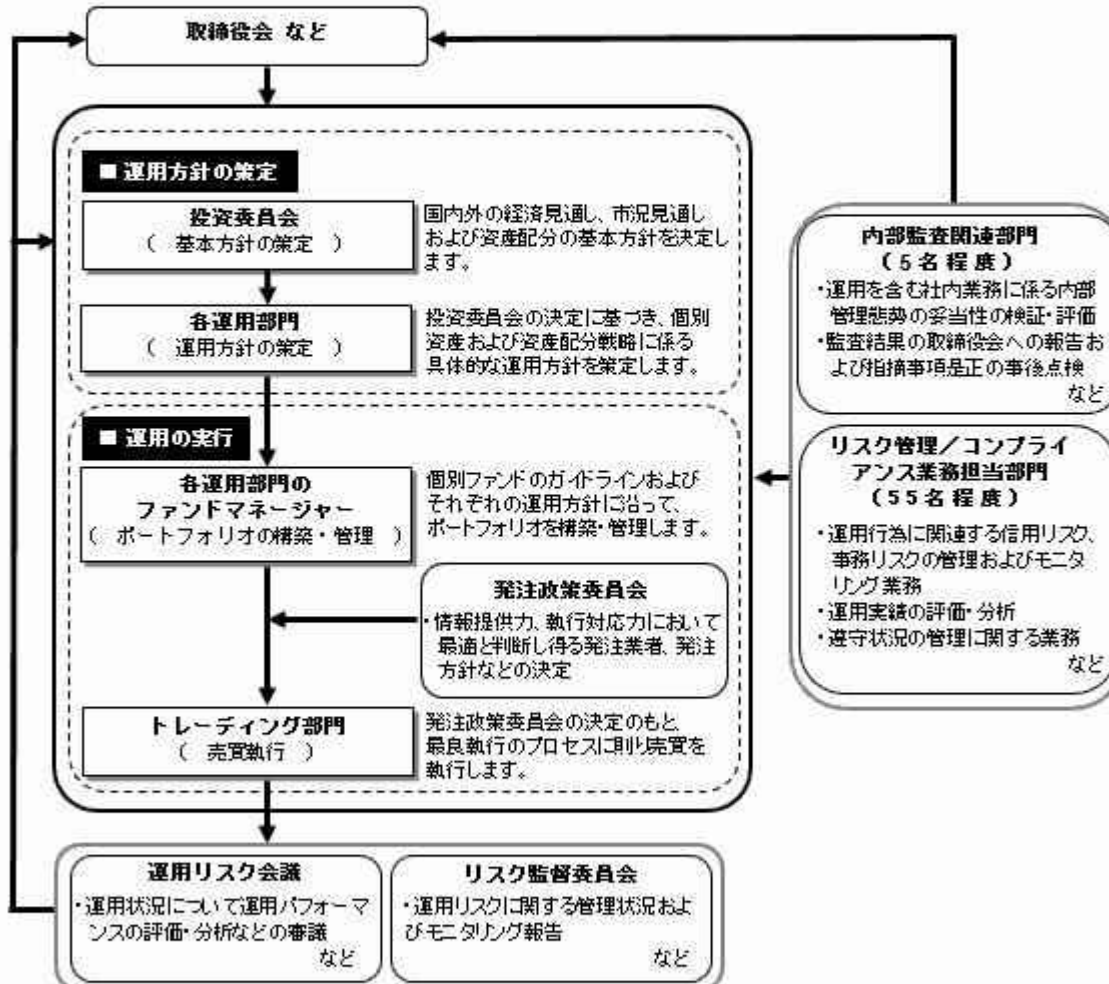 取締役会 など
■ 運用方針の策定
投資委員会
( 基本方針の策定 )
国内外の経済見通し、市況見通し
および資産配分の基本方針を決定し
ます。
各運用部門
( 運用方針の策定 )
投資委員会の決定に基づき、個別
資産および資産配分戦略に係る
具体的な運用方針を策定します。
■ 運用の実行
各運用部門の
ファンドマネージャー
( ポートフォリオの構築・管理 )
個別ファンドのガイドラインおよび
それぞれの運用方針に沿って、
ポートフォリオを構築・管理します。
発注政策委員会
・情報提供力、執行対応力において
最適と判断し得る発注業者、発注
方針などの決定
トレーディング部門
( 売買執行 )
発注政策委員会の決定のもと
最良執行のプロセスに則り売買を
執行します。
運用リスク会議
・運用状況について運用パフォーマ
ンスの評価・分析などの審議
など
リスク監督委員会
・運用リスクに関する管理状況およ
びモニタリング報告
など
内部監査関連部門
(5名程度)
・運用を含む社内業務に係る内部
管理態勢の妥当性の検証・評価
・監査結果の取締役会への報告お
よび指摘事項是正の事後点検
など
リスク管理/コンプライ
アンス業務担当部門
(55名程度)
・運用行為に関連する信用リスク、
事務リスクの管理およびモニタ
リング業務
・運用実績の評価・分析
・遵守状況の管理に関する業務
など